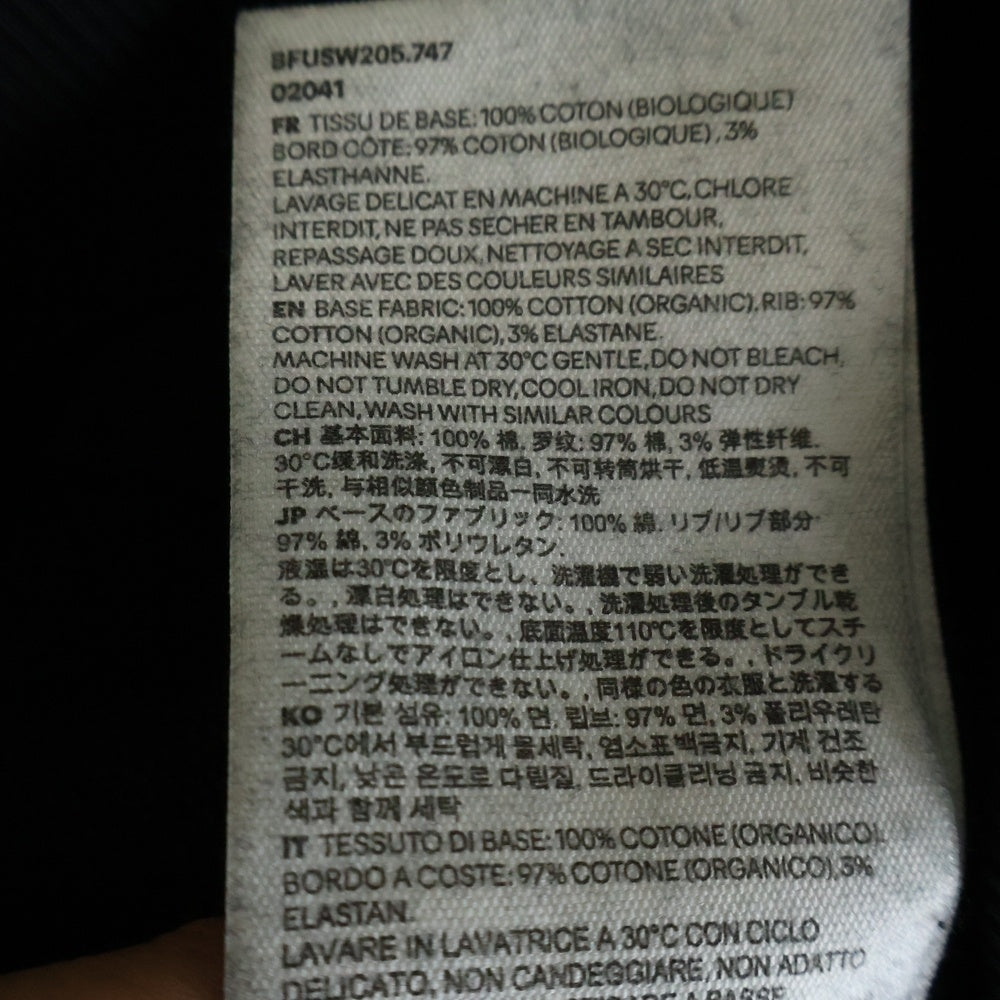 BFUSW205.747
02041
FR TISSU DE BASE: 100% COTON (BIOLOGIQUE)
BORD CÔTE: 97% COTON (BIOLOGIQUE), 3%
ELASTHANNE.
LAVAGE DELICAT EN MACHINE A 30°C, CHLORE
INTERDIT, NE PAS SECHER EN TAMBOUR,
REPASSAGE DOUX, NETTOYAGE A SEC INTERDIT,
LAVER AVEC DES COULEURS SIMILAIRES
EN BASE FABRIC: 100% COTTON (ORGANIC). RIB: 97%
COTTON (ORGANIC), 3% ELASTANE.
MACHINE WASH AT 30°C GENTLE, DO NOT BLEACH,
DO NOT TUMBLE DRY, COOL IRON, DO NOT DRY
CLEAN, WASH WITH SIMILAR COLOURS
CH 基本面料: 100% 棉. 罗纹: 97% 棉, 3% 弹性纤维.
30°C缓和洗涤, 不可漂白, 不可转筒烘干, 低温熨烫, 不可
干洗, 与相似颜色制品一同水洗
JP ベースのファブリック: 100% 綿. リブ/リブ部分
97% 綿, 3% ポリウレタン.
液温は30℃を限度とし、洗濯機で弱い洗濯処理ができ
る。, 漂白処理はできない。, 洗濯処理後のタンブル乾
燥処理はできない。, 底面温度110℃を限度としてスチ
ームなしでアイロン仕上げ処理ができる。, ドライクリ
ーニング処理ができない。, 同様の色の衣服と洗濯する
KO 기본 섬유: 100% 면. 립브: 97% 면, 3% 폴리우레탄
30°C에서 부드럽게 물세탁, 염소표백금지, 기계 건조
금지, 낮은 온도로 다림질, 드라이클리닝 금지, 비슷한
색과 함께 세탁
IT TESSUTO DI BASE: 100% COTONE (ORGANICO).
BORDO A COSTE: 97% COTONE (ORGANICO), 3%
ELASTAN.
LAVARE IN LAVATRICE A 30°C CON CICLO
DELICATO, NON CANDEGGIARE, NON ADATTO
A BASSE